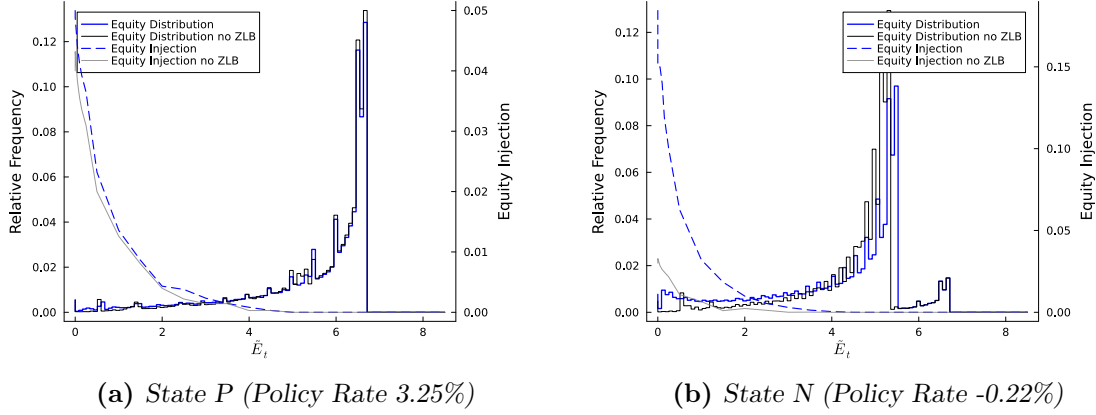 Equity Distribution
Equity Distribution no ZLB
Equity Injection
Equity Injection no ZLB
Relative Frequency
0.12
0.10
0.08
0.06
0.04
0.02
0.00
0.05
0.04
0.03
0.02
0.01
0.00
Equity Injection
0 2 4 6 8
Ẽ_t
(a) State P (Policy Rate 3.25%)
Equity Distribution
Equity Distribution no ZLB
Equity Injection
Equity Injection no ZLB
Relative Frequency
0.12
0.10
0.08
0.06
0.04
0.02
0.00
0.15
0.10
0.05
0.00
Equity Injection
0 2 4 6 8
Ẽ_t
(b) State N (Policy Rate -0.22%)